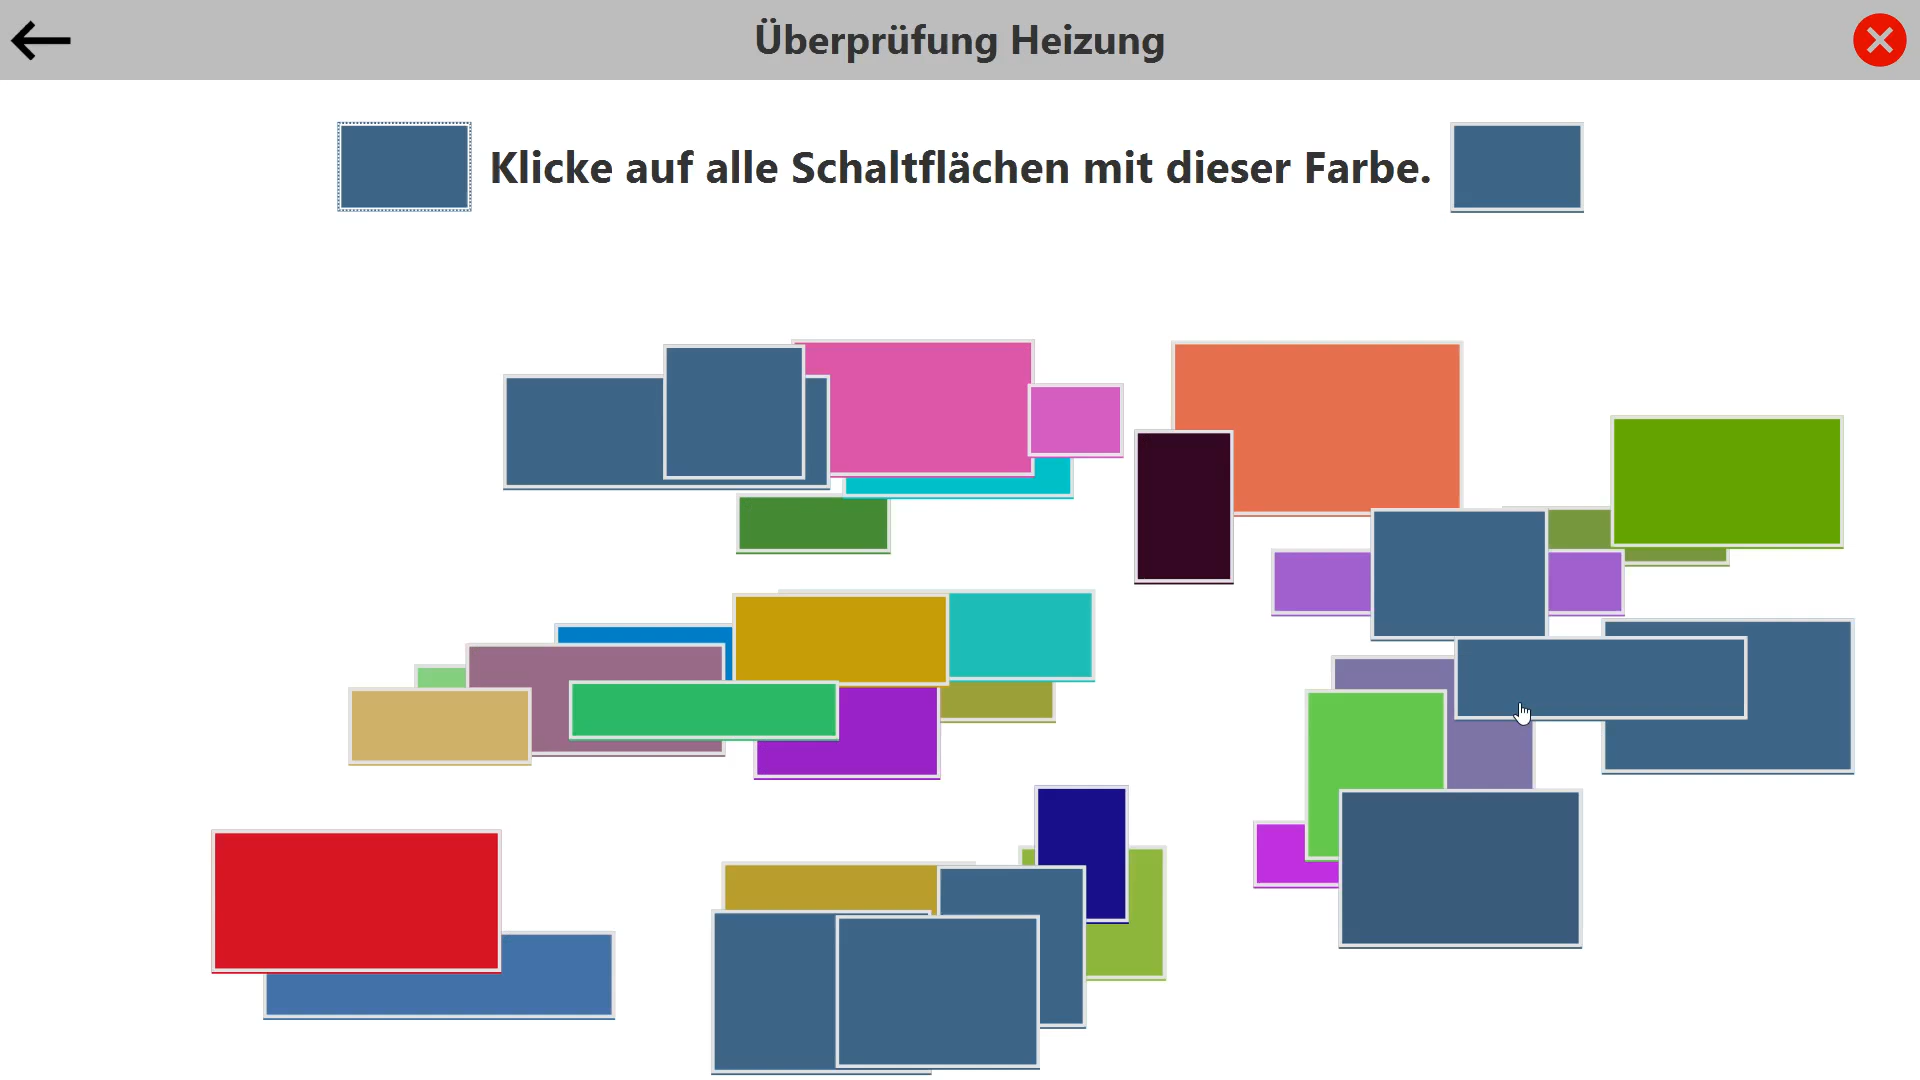 Überprüfung Heizung
Klicke auf alle Schaltflächen mit dieser Farbe.